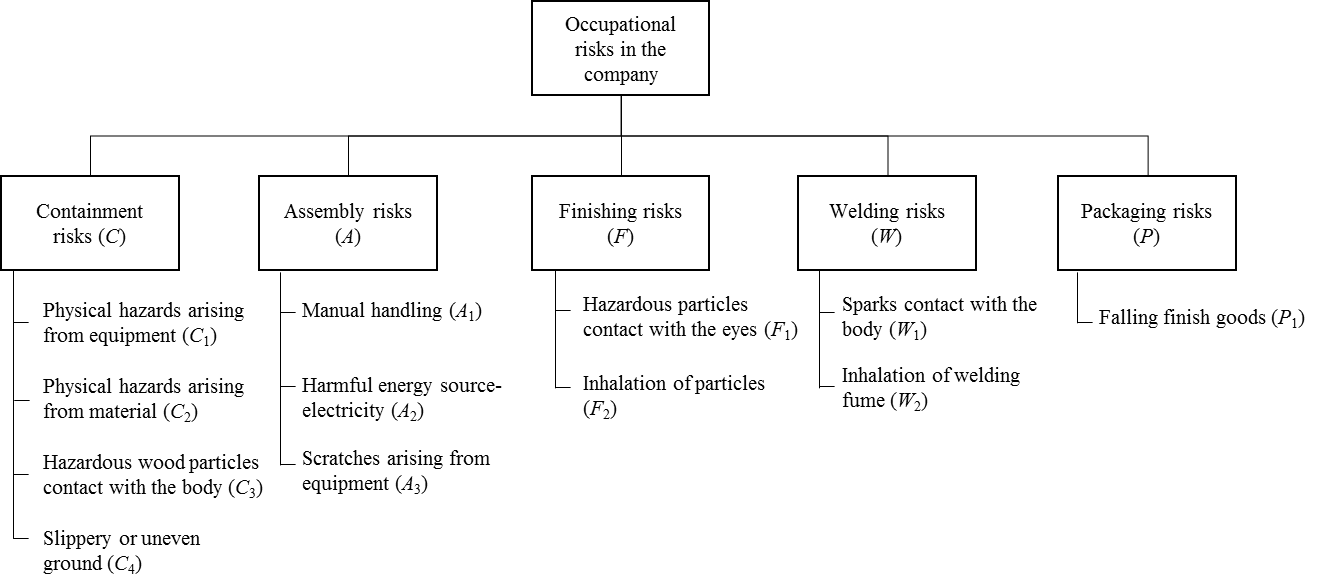 Occupational
risks in the
company
Containment
risks (C)
Assembly risks
(A)
Finishing risks
(F)
Welding risks
(W)
Packaging risks
(P)
Physical hazards arising
from equipment (C₁)
Physical hazards arising
from material (C₂)
Hazardous wood particles
contact with the body (C₃)
Slippery or uneven
ground (C₄)
Manual handling (A₁)
Harmful energy source-
electricity (A₂)
Scratches arising from
equipment (A₃)
Hazardous particles
contact with the eyes (F₁)
Inhalation of particles
(F₂)
Sparks contact with the
body (W₁)
Inhalation of welding
fume (W₂)
Falling finish goods (P₁)